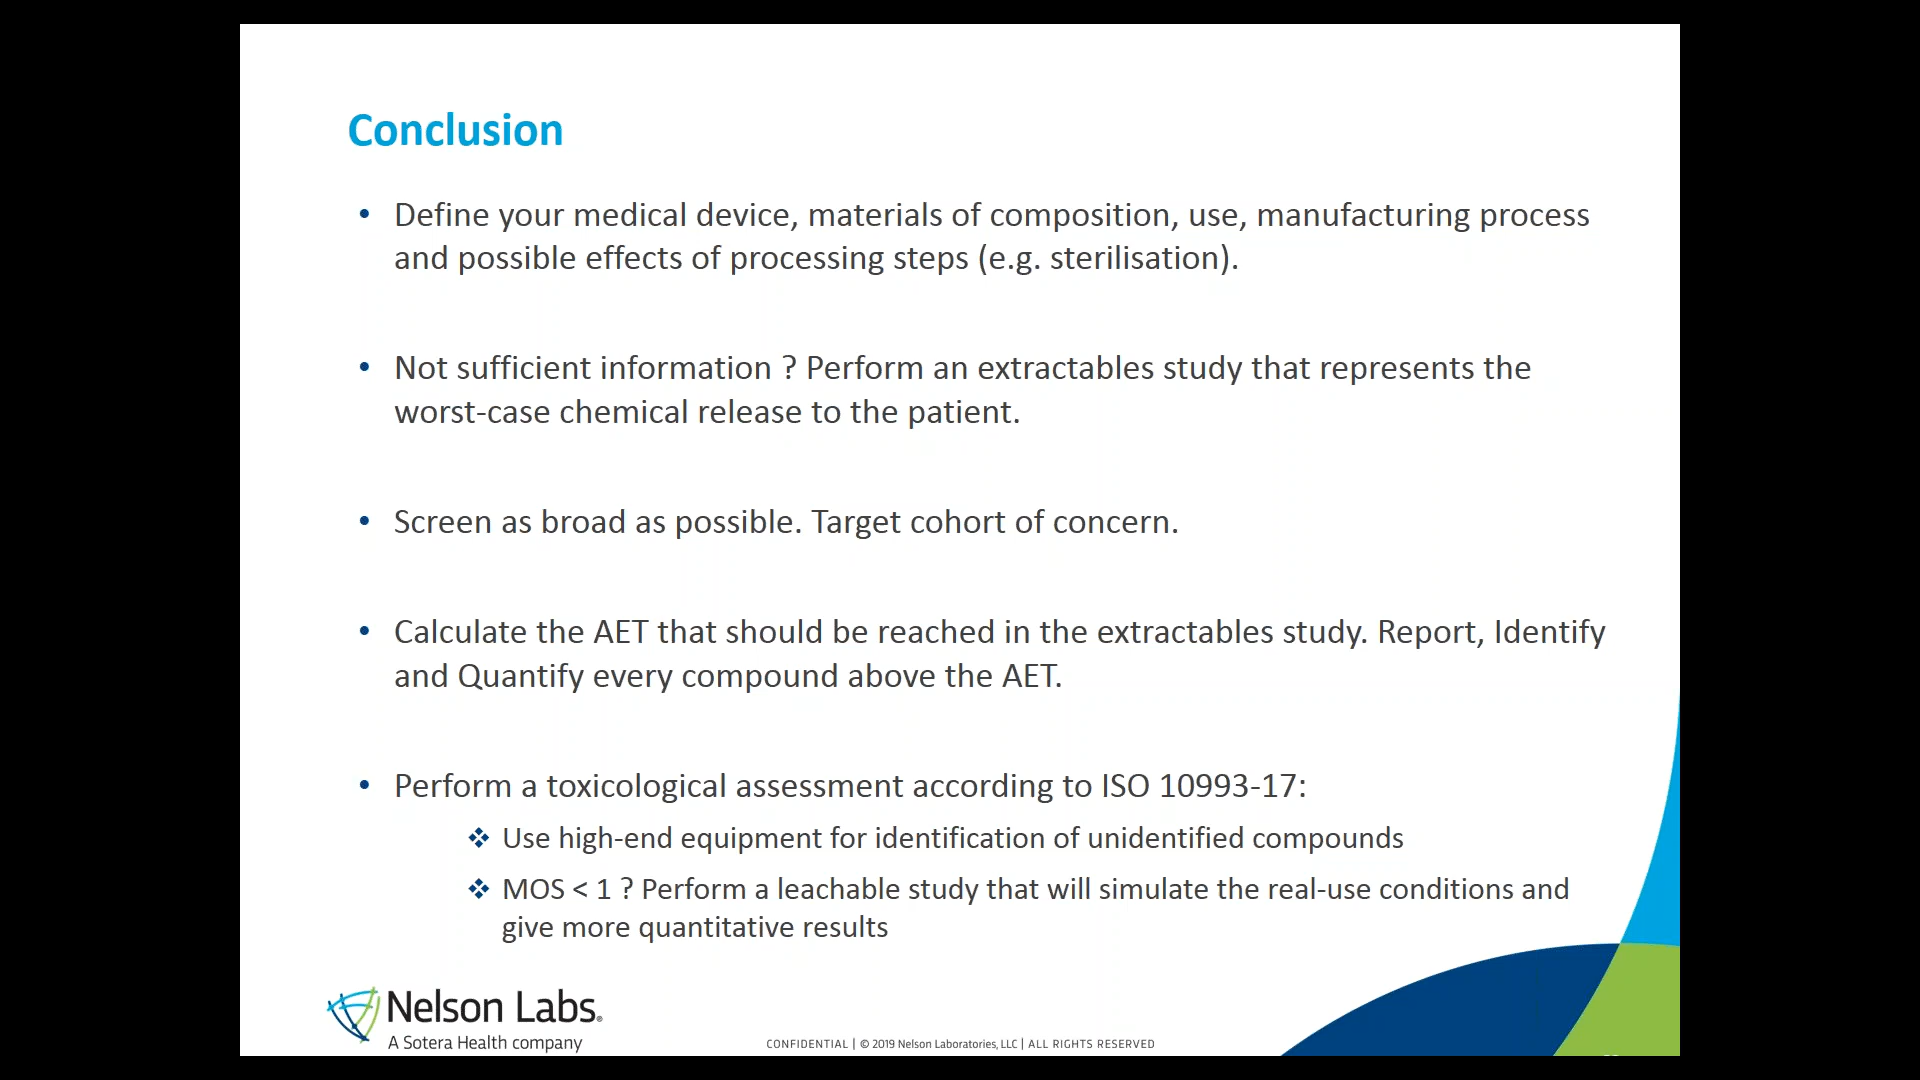 Conclusion
• Define your medical device, materials of composition, use, manufacturing process
and possible effects of processing steps (e.g. sterilisation).
• Not sufficient information ? Perform an extractables study that represents the
worst-case chemical release to the patient.
• Screen as broad as possible. Target cohort of concern.
• Calculate the AET that should be reached in the extractables study. Report, Identify
and Quantify every compound above the AET.
• Perform a toxicological assessment according to ISO 10993-17:
❖ Use high-end equipment for identification of unidentified compounds
❖ MOS < 1 ? Perform a leachable study that will simulate the real-use conditions and
give more quantitative results
Nelson Labs®
A Sotera Health company
CONFIDENTIAL | © 2019 Nelson Laboratories, LLC | ALL RIGHTS RESERVED